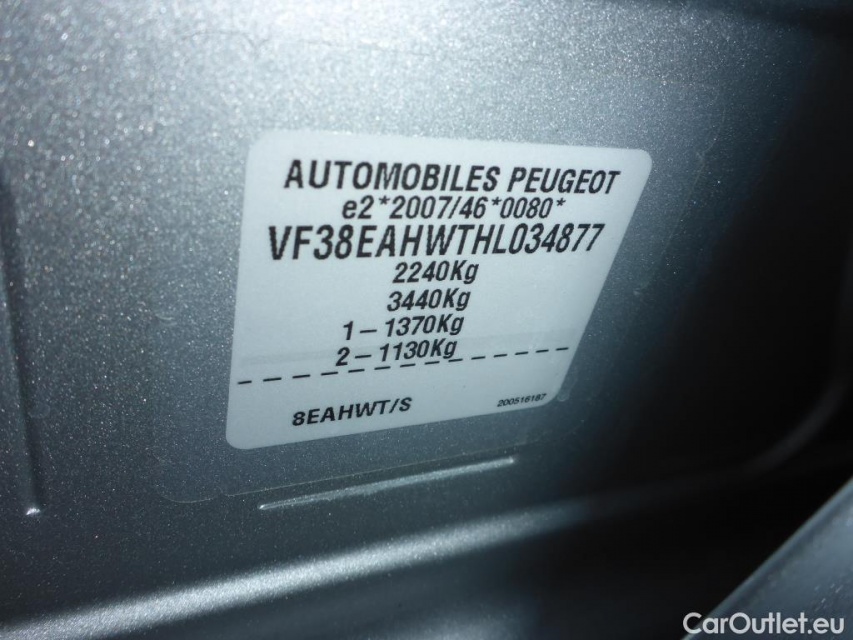 AUTOMOBILES PEUGEOT
e2*2007/46*0080*
VF38EAHWTHL034877
2240Kg
3440Kg
1-1370Kg
2-1130Kg
8EAHWT/S
200516187
CarOutlet.eu